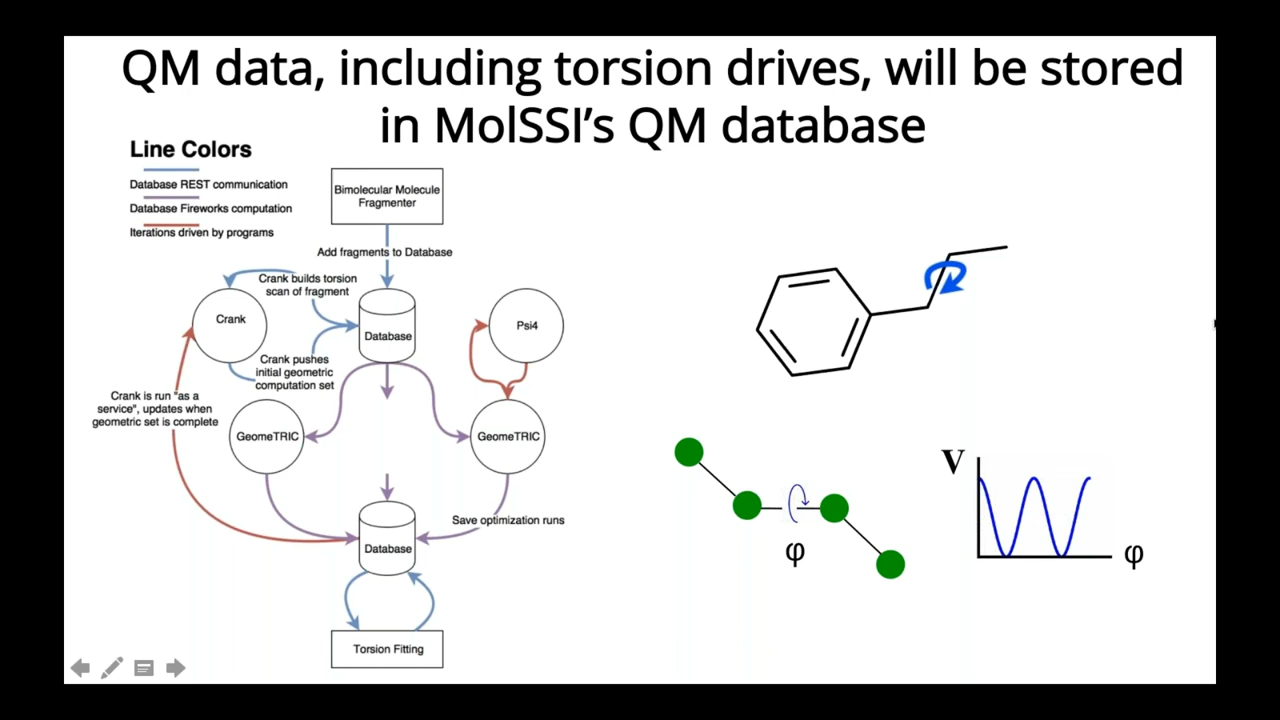 QM data, including torsion drives, will be stored
in MolSSI's QM database
Line Colors
Database REST communication
Database Fireworks computation
Iterations driven by programs
Bimolecular Molecule
Fragmenter
Add fragments to Database
Crank builds torsion
scan of fragment
Crank
Database
Psi4
Crank pushes
initial geometric
computation set
Crank is run "as a
service", updates when
geometric set is complete
GeomeTRIC
GeomeTRIC
Save optimization runs
Database
Torsion Fitting
φ
V
φ